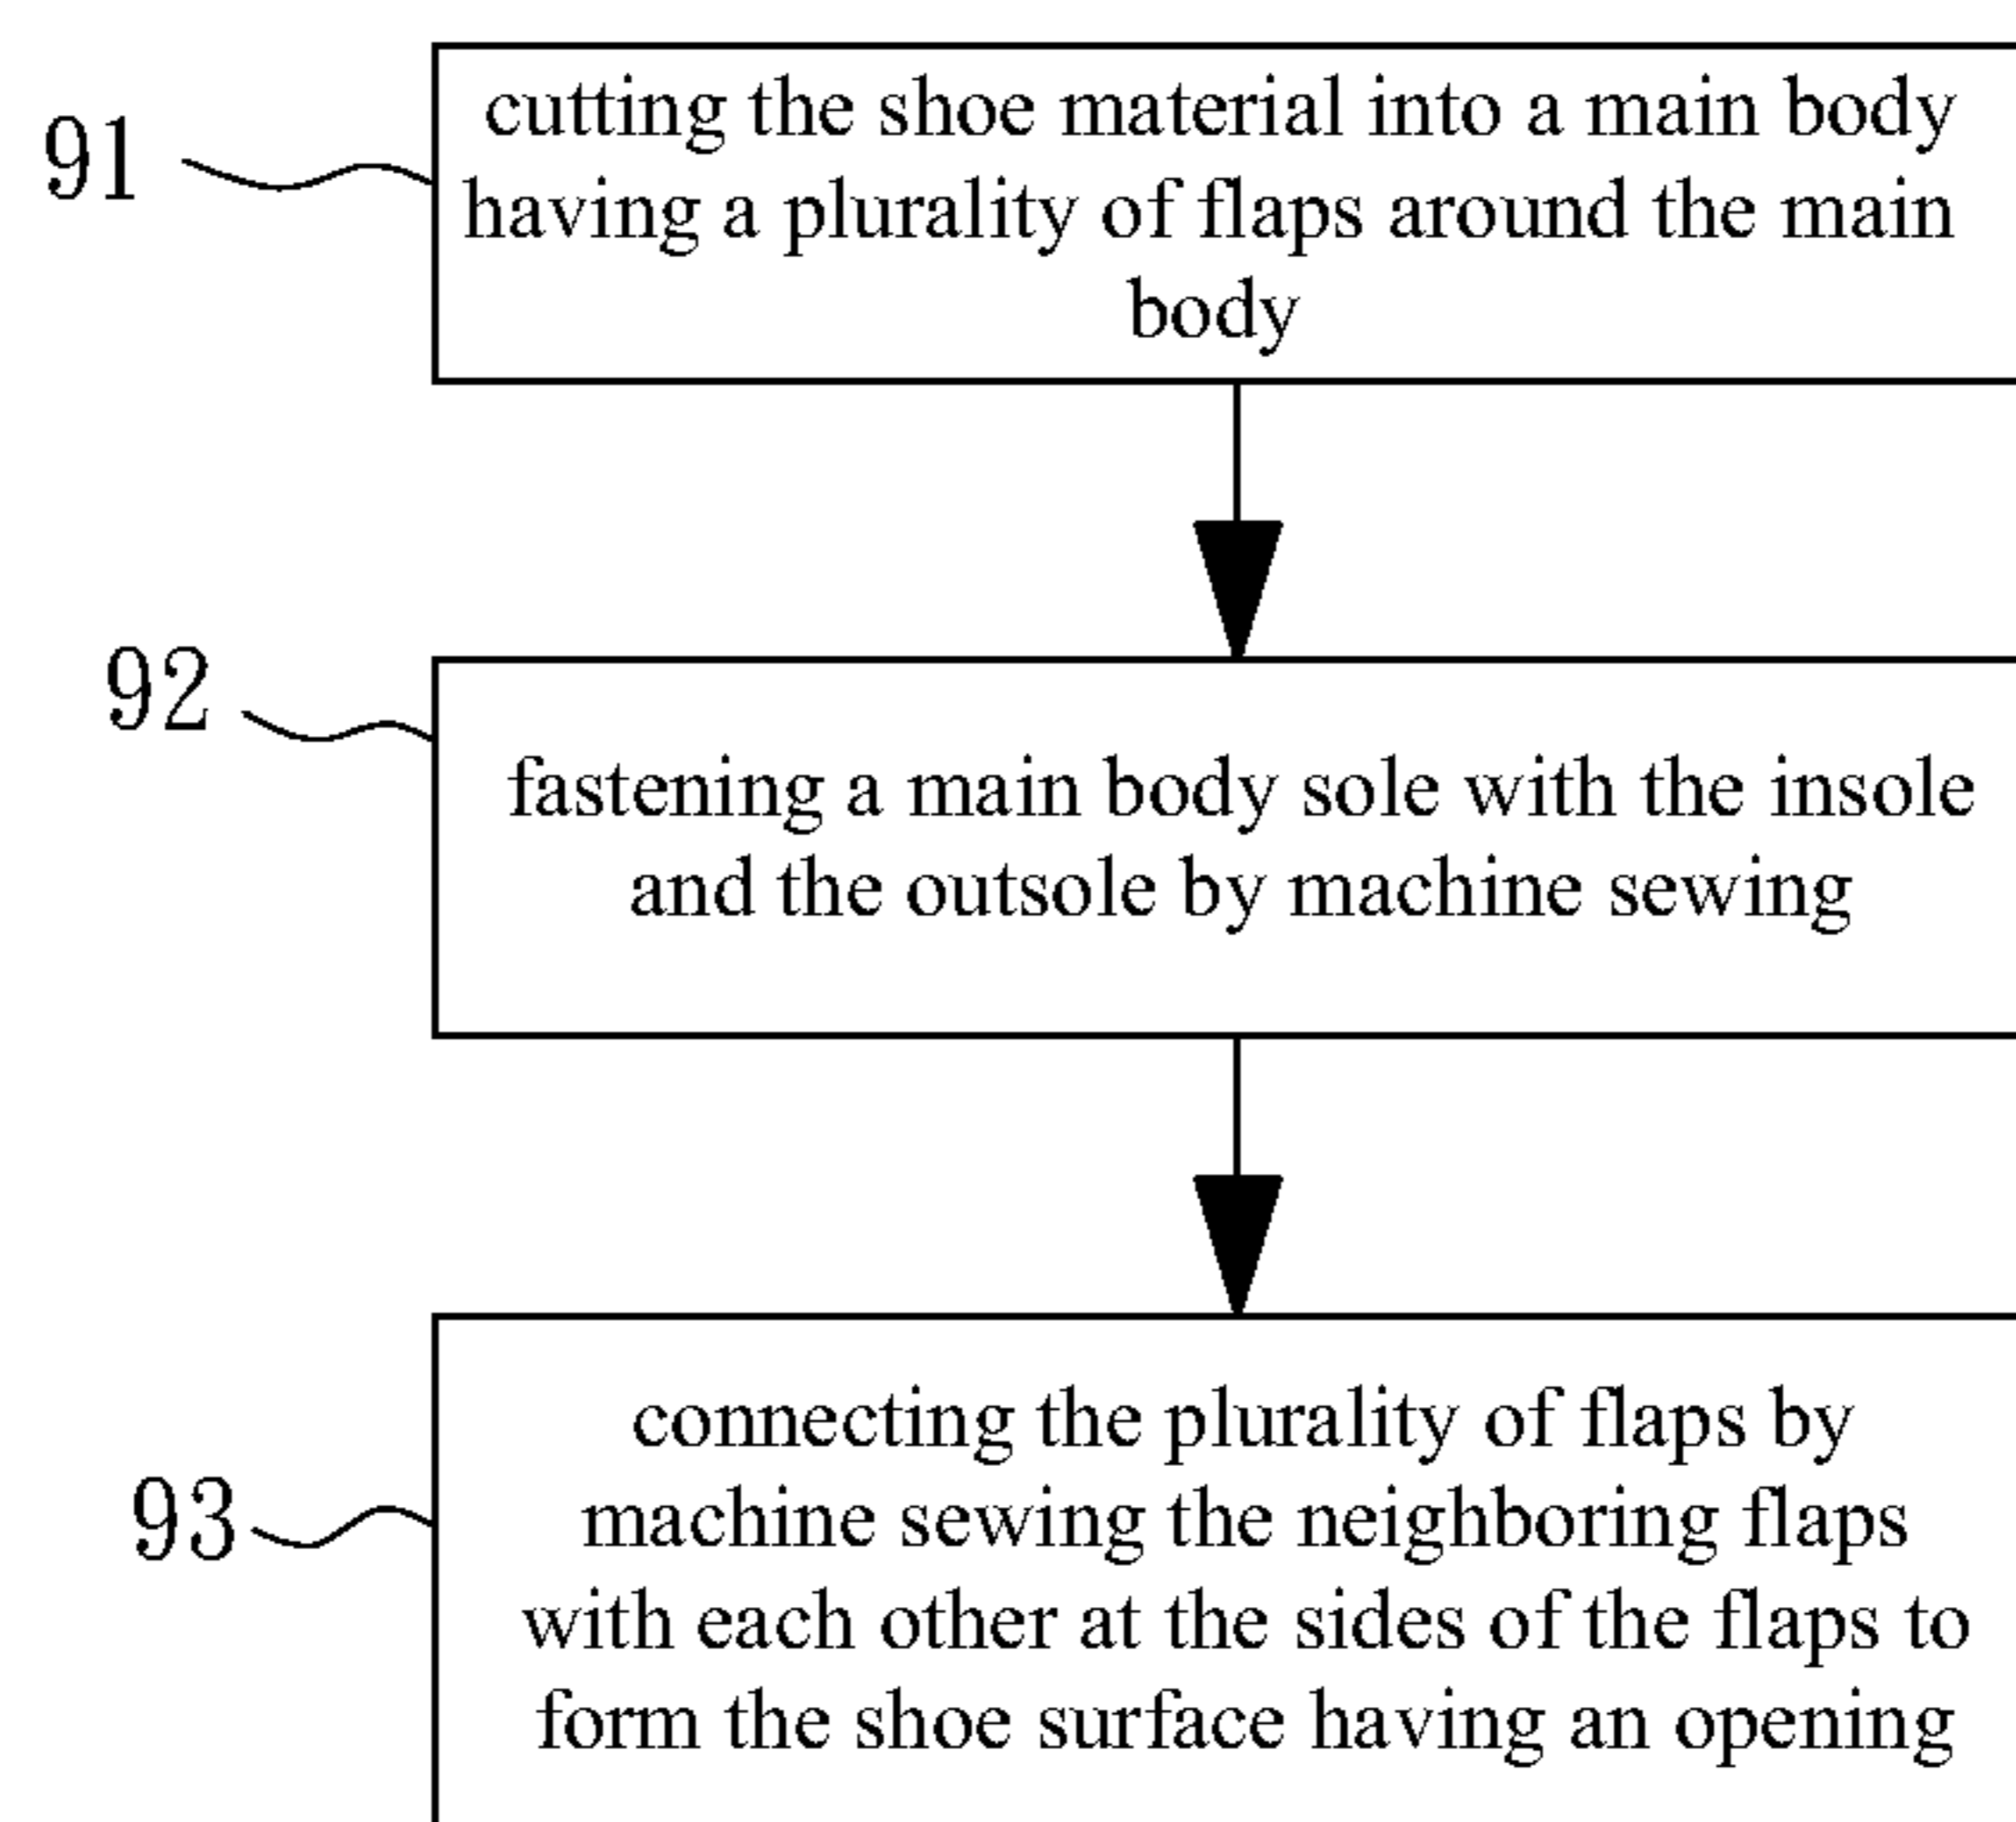 91
cutting the shoe material into a main body
having a plurality of flaps around the main
body
92
fastening a main body sole with the insole
and the outsole by machine sewing
93
connecting the plurality of flaps by
machine sewing the neighboring flaps
with each other at the sides of the flaps to
form the shoe surface having an opening